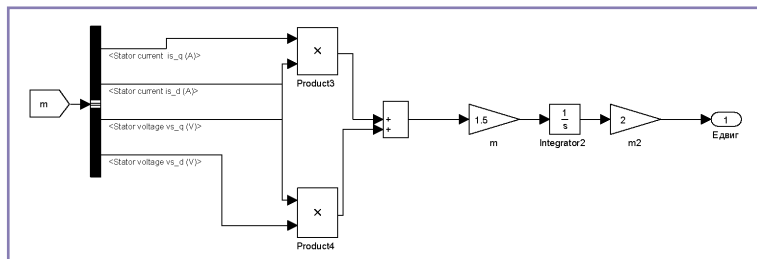 <Stator current is_q (A)>
×
Product3
m
<Stator current is_d (A)>
+
+
1.5
m
1
s
Integrator2
2
m2
1
Едвиг
<Stator voltage vs_q (V)>
<Stator voltage vs_d (V)>
×
Product4